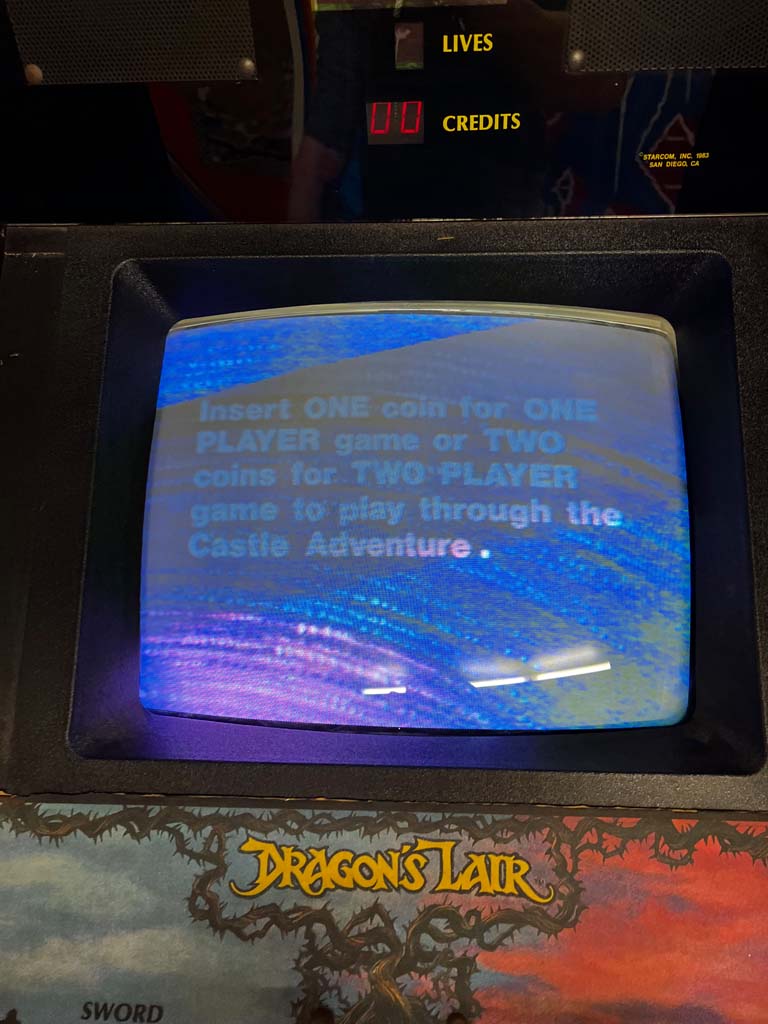 LIVES
00 CREDITS
©STARCOM, INC. 1983
SAN DIEGO, CA
Insert ONE coin for ONE
PLAYER game or TWO
coins for TWO PLAYER
game to play through the
Castle Adventure.
DRAGON'S LAIR
SWORD